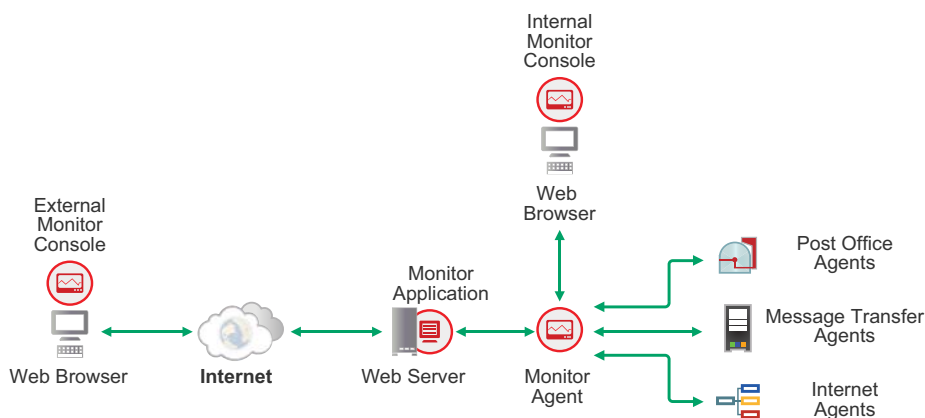 Internal
Monitor
Console
Web
Browser
External
Monitor
Console
Web Browser
Internet
Monitor
Application
Web Server
Monitor
Agent
Post Office
Agents
Message Transfer
Agents
Internet
Agents